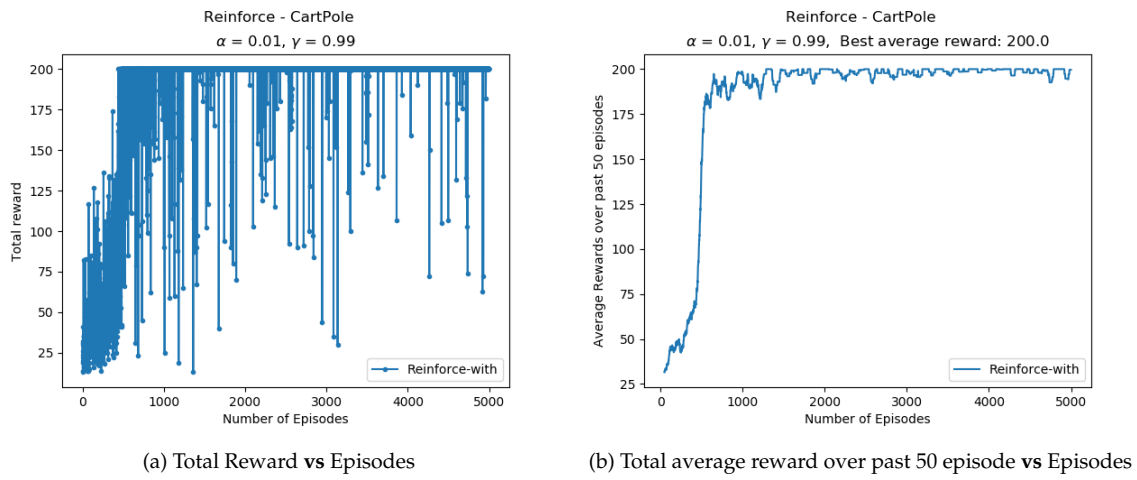 Reinforce - CartPole
α = 0.01, γ = 0.99
200
175
150
125
100
75
50
25
Total reward
0
1000
2000
3000
4000
5000
Number of Episodes
Reinforce-with
(a) Total Reward vs Episodes
Reinforce - CartPole
α = 0.01, γ = 0.99, Best average reward: 200.0
200
175
150
125
100
75
50
25
Average Rewards over past 50 episodes
0
1000
2000
3000
4000
5000
Number of Episodes
Reinforce-with
(b) Total average reward over past 50 episode vs Episodes